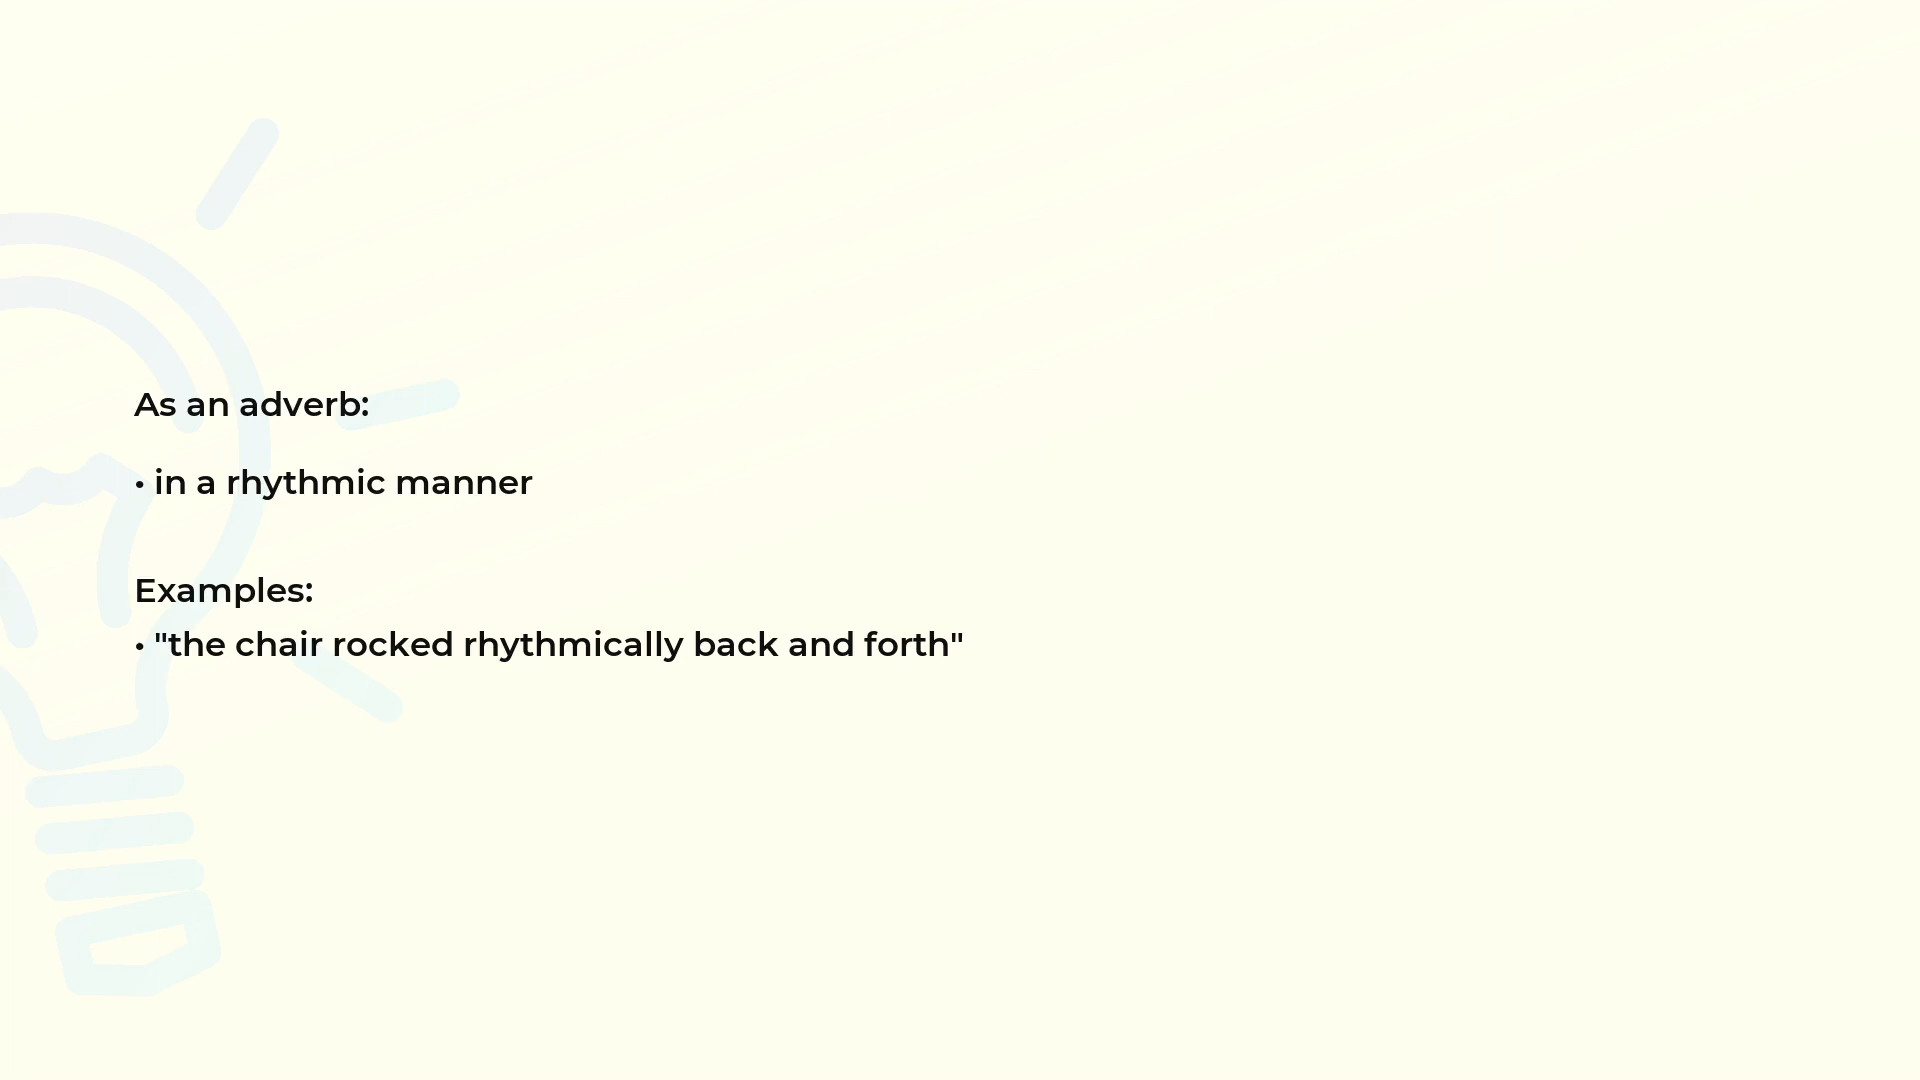 As an adverb:
• in a rhythmic manner
Examples:
• "the chair rocked rhythmically back and forth"